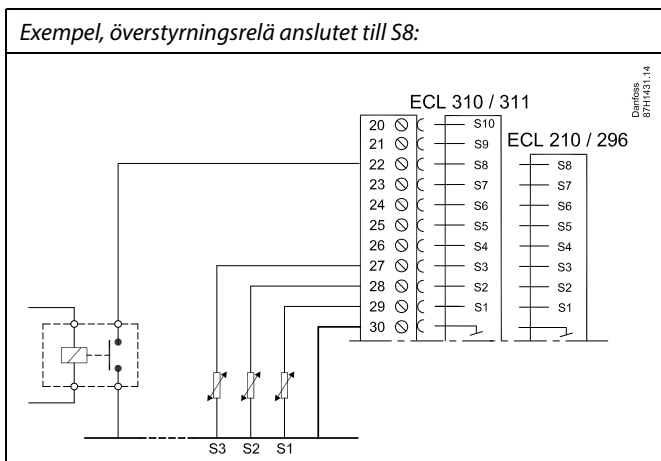 Exempel, överstyrningsrelä anslutet till S8:
Danfoss
87H1431.14
ECL 310 / 311
ECL 210 / 296
20 S10
21 S9
22 S8 S8
23 S7 S7
24 S6 S6
25 S5 S5
26 S4 S4
27 S3 S3
28 S2 S2
29 S1 S1
30
S3 S2 S1